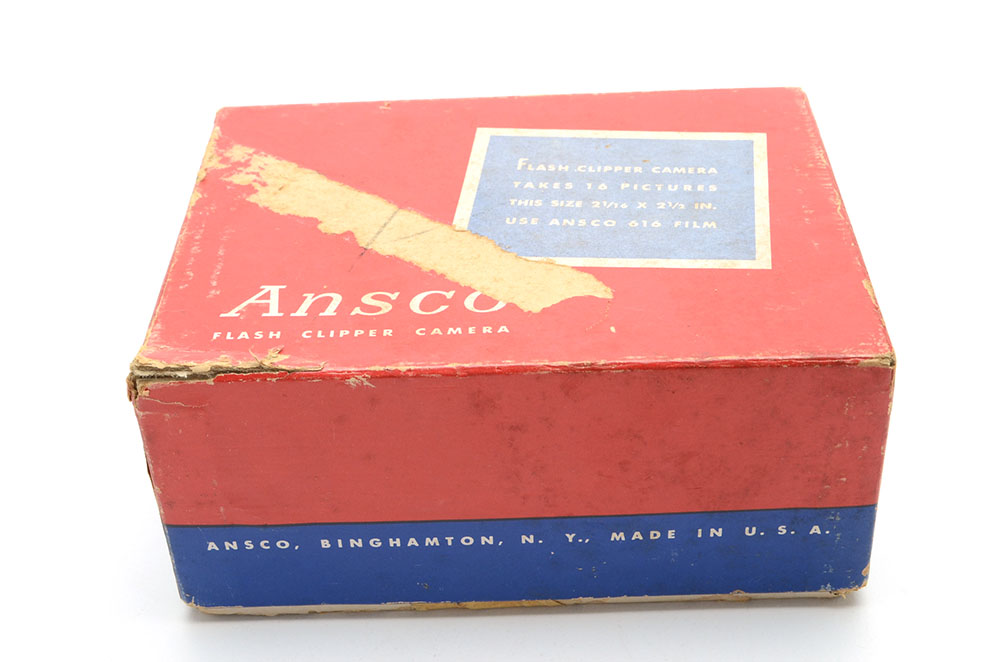 FLASH CLIPPER CAMERA
TAKES 16 PICTURES
THIS SIZE 2 1/16 X 2 1/2 IN.
USE ANSCO 616 FILM
Ansco
FLASH CLIPPER CAMERA
ANSCO, BINGHAMTON, N. Y., MADE IN U. S. A.